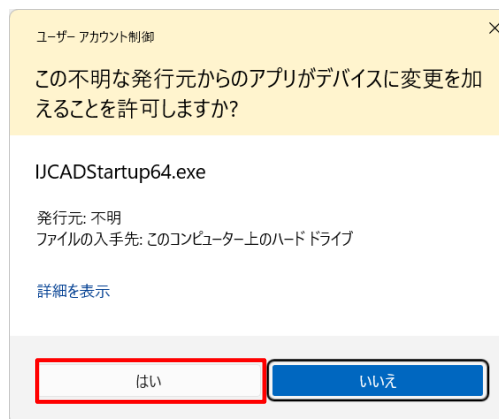 ユーザー アカウント制御
この不明な発行元からのアプリがデバイスに変更を加
えることを許可しますか?
IJCADStartup64.exe
発行元: 不明
ファイルの入手先: このコンピューター上のハード ドライブ
詳細を表示
はい
いいえ